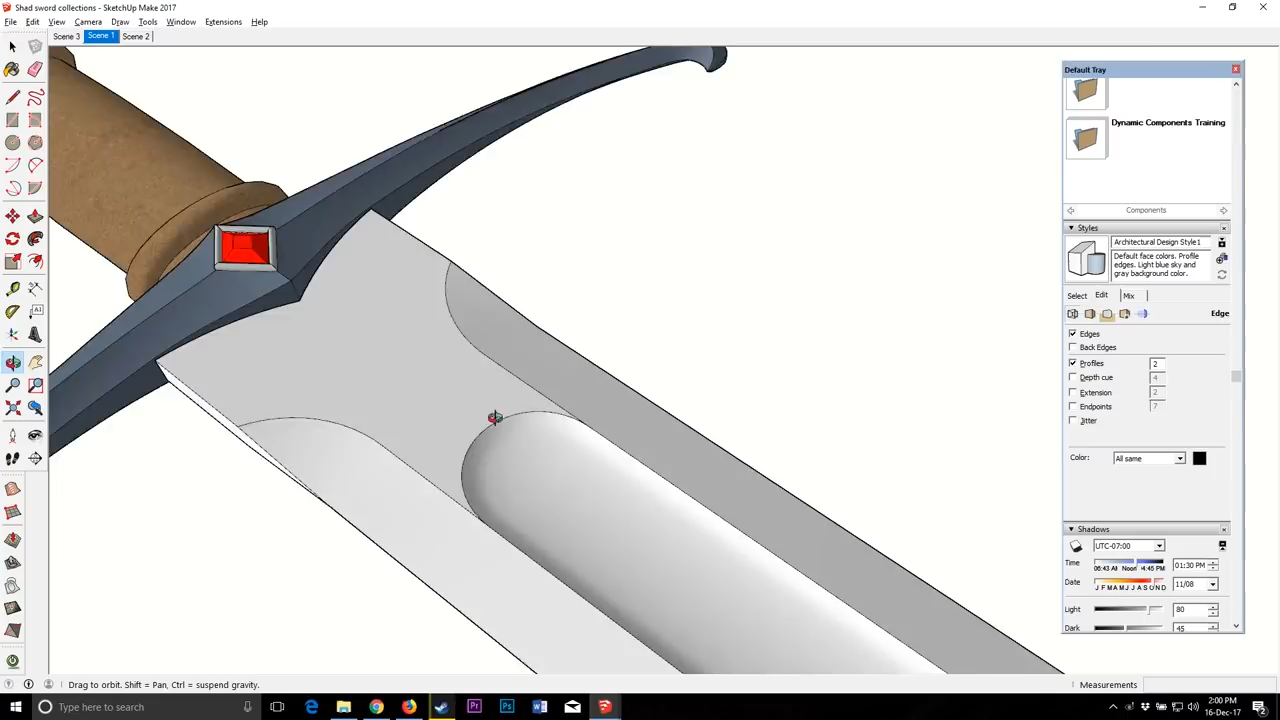 Shad sword collections - SketchUp Make 2017
File Edit View Camera Draw Tools Window Extensions Help
Scene 3 Scene 1 Scene 2
Default Tray
Dynamic Components Training
Components
Styles
Architectural Design Style1
Default face colors. Profile
edges. Light blue sky and
gray background color.
Select Edit Mix
Edge
Edges
Back Edges
Profiles 2
Depth cue 4
Extension 2
Endpoints 7
Jitter
Color: All same
Shadows
UTC-07:00
Time 06:43 AM Noon 04:45 PM 01:30 PM
Date J F M A M J J A S O N D 11/08
Light 80
Dark 45
Drag to orbit. Shift = Pan, Ctrl = suspend gravity.
Measurements
Type here to search
2:00 PM
16-Dec-17